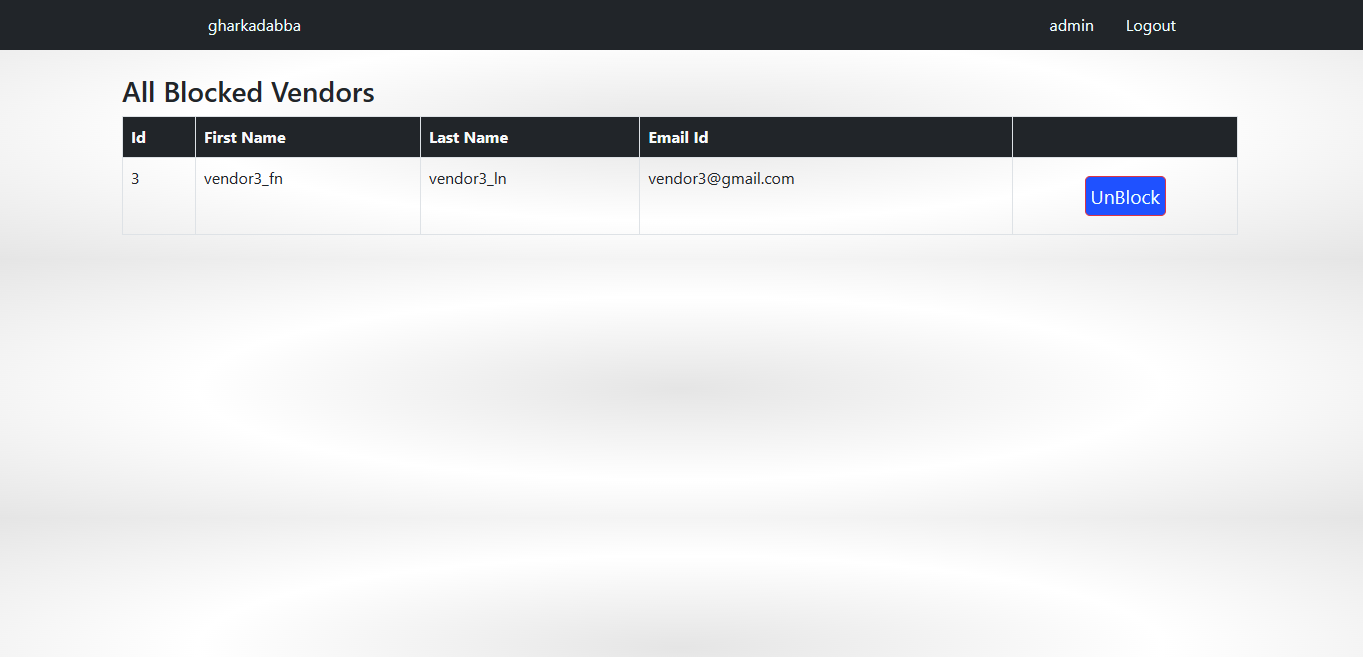 gharkadabba admin Logout
All Blocked Vendors
Id First Name Last Name Email Id
3 vendor3_fn vendor3_ln vendor3@gmail.com UnBlock